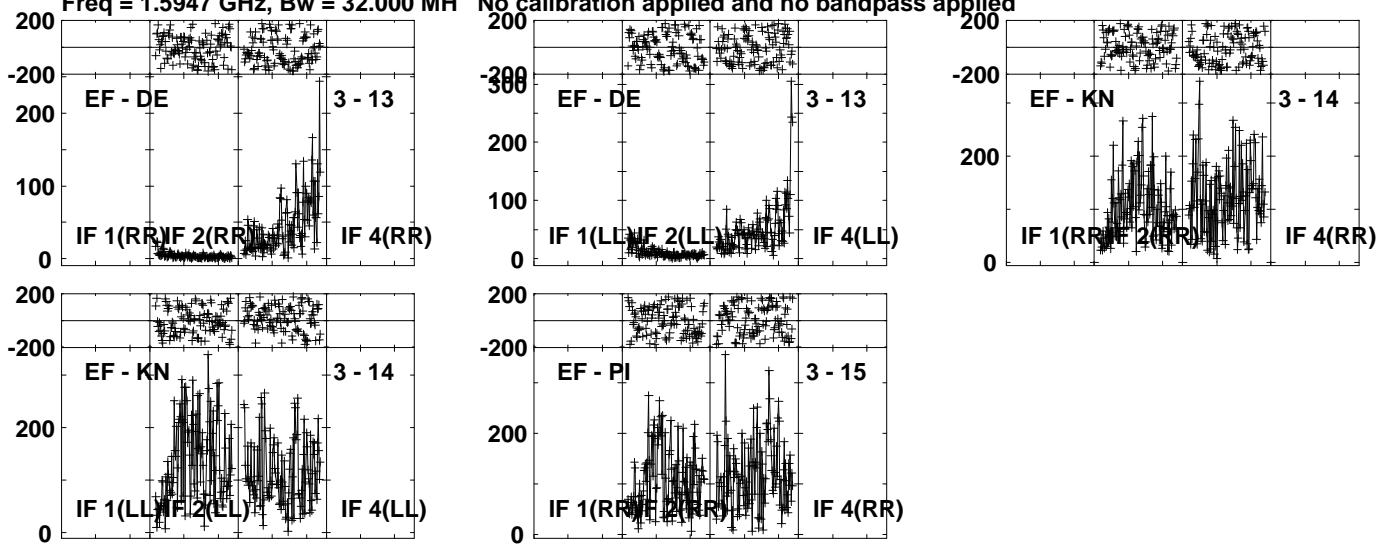 Freq = 1.5947 GHz, Bw = 32.000 MH No calibration applied and no bandpass applied
200
-200
EF - DE
3 - 13
200
100
0
IF 1(RR)
IF 2(RR)
IF 4(RR)
-200
300
EF - DE
3 - 13
200
150
100
50
0
IF 1(LL)
IF 2(LL)
IF 4(LL)
200
-200
EF - KN
3 - 14
200
0
IF 1(RR)
IF 2(RR)
IF 4(RR)
200
-200
EF - KN
3 - 14
200
0
IF 1(LL)
IF 2(LL)
IF 4(LL)
200
-200
EF - PI
3 - 15
200
0
IF 1(RR)
IF 2(RR)
IF 4(RR)